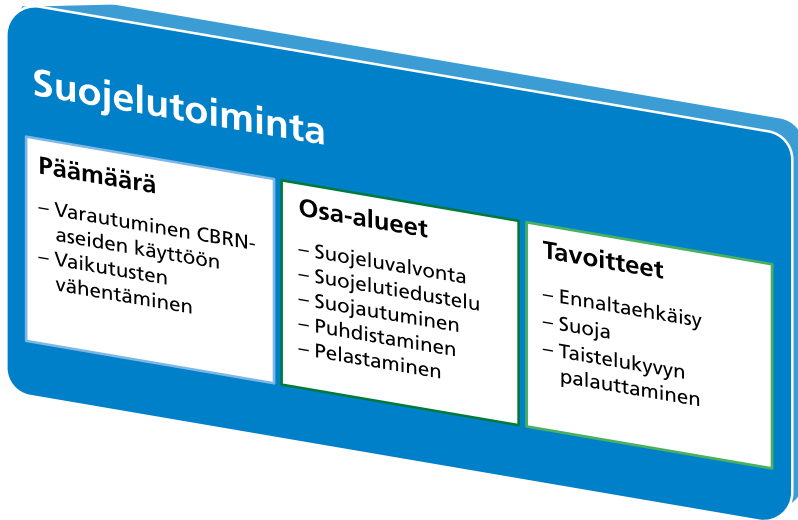 Suojelutoiminta
Päämäärä
– Varautuminen CBRN-
aseiden käyttöön
– Vaikutusten
vähentäminen
Osa-alueet
– Suojeluvalvonta
– Suojelutiedustelu
– Suojautuminen
– Puhdistaminen
– Pelastaminen
Tavoitteet
– Ennaltaehkäisy
– Suoja
– Taistelukyvyn
palauttaminen